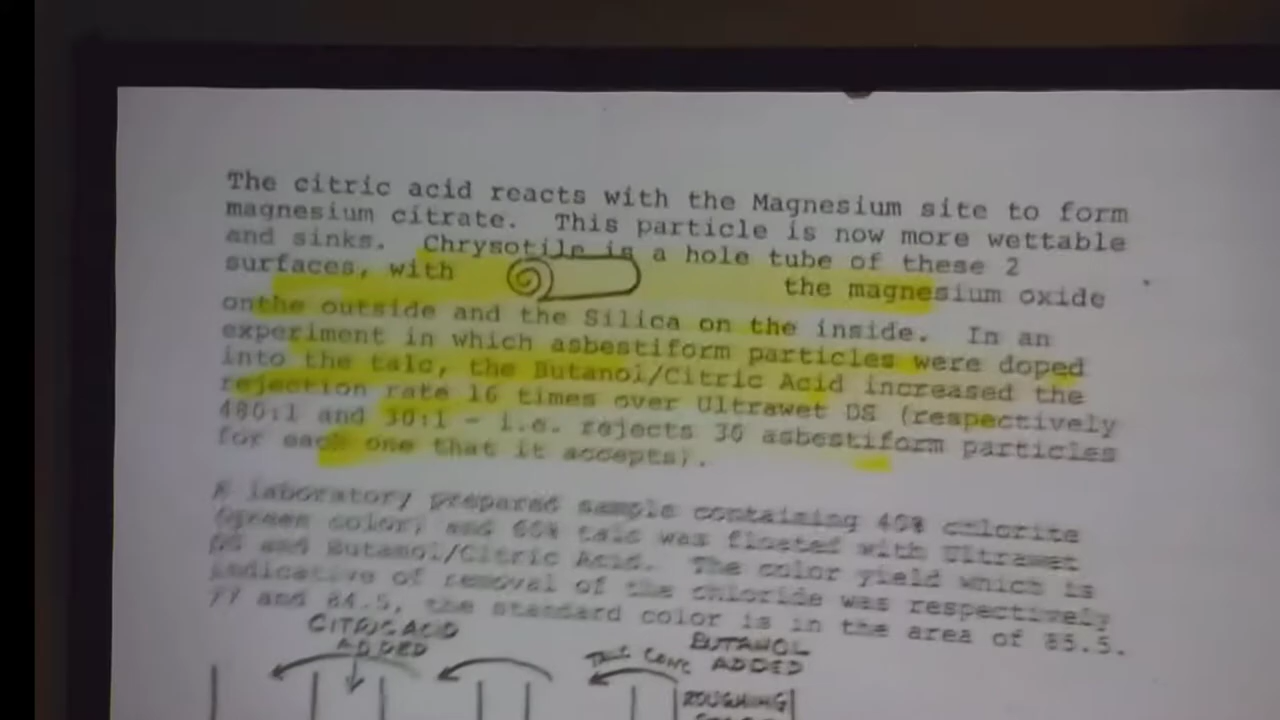 The citric acid reacts with the Magnesium site to form
magnesium citrate. This particle is now more wettable
and sinks. Chrysotile is a hole tube of these 2
surfaces, with the magnesium oxide
onthe outside and the Silica on the inside. In an
experiment in which asbestiform particles were doped
into the talc, the Butanol/Citric Acid increased the
rejection rate 16 times over Ultrawet DS (respectively
480:1 and 30:1 - i.e. rejects 30 asbestiform particles
for each one that it accepts).
A laboratory prepared sample containing 40% chlorite
(green color) and 60% talc was floated with Ultrawet
DS and Butanol/Citric Acid. The color yield which is
indicative of removal of the chloride was respectively
77 and 84.5, the standard color is in the area of 85.5.
CITRIC ACID
ADDED
BUTANOL
ADDED
TALC CONC
ROUGHING